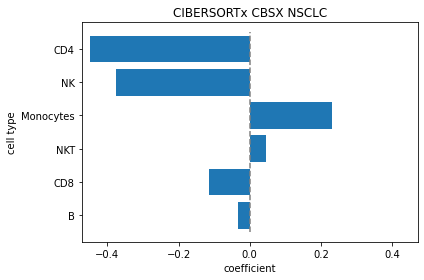 CIBERSORTx CBSX NSCLC
CD4
NK
Monocytes
NKT
CD8
B
cell type
−0.4 −0.2 0.0 0.2 0.4
coefficient